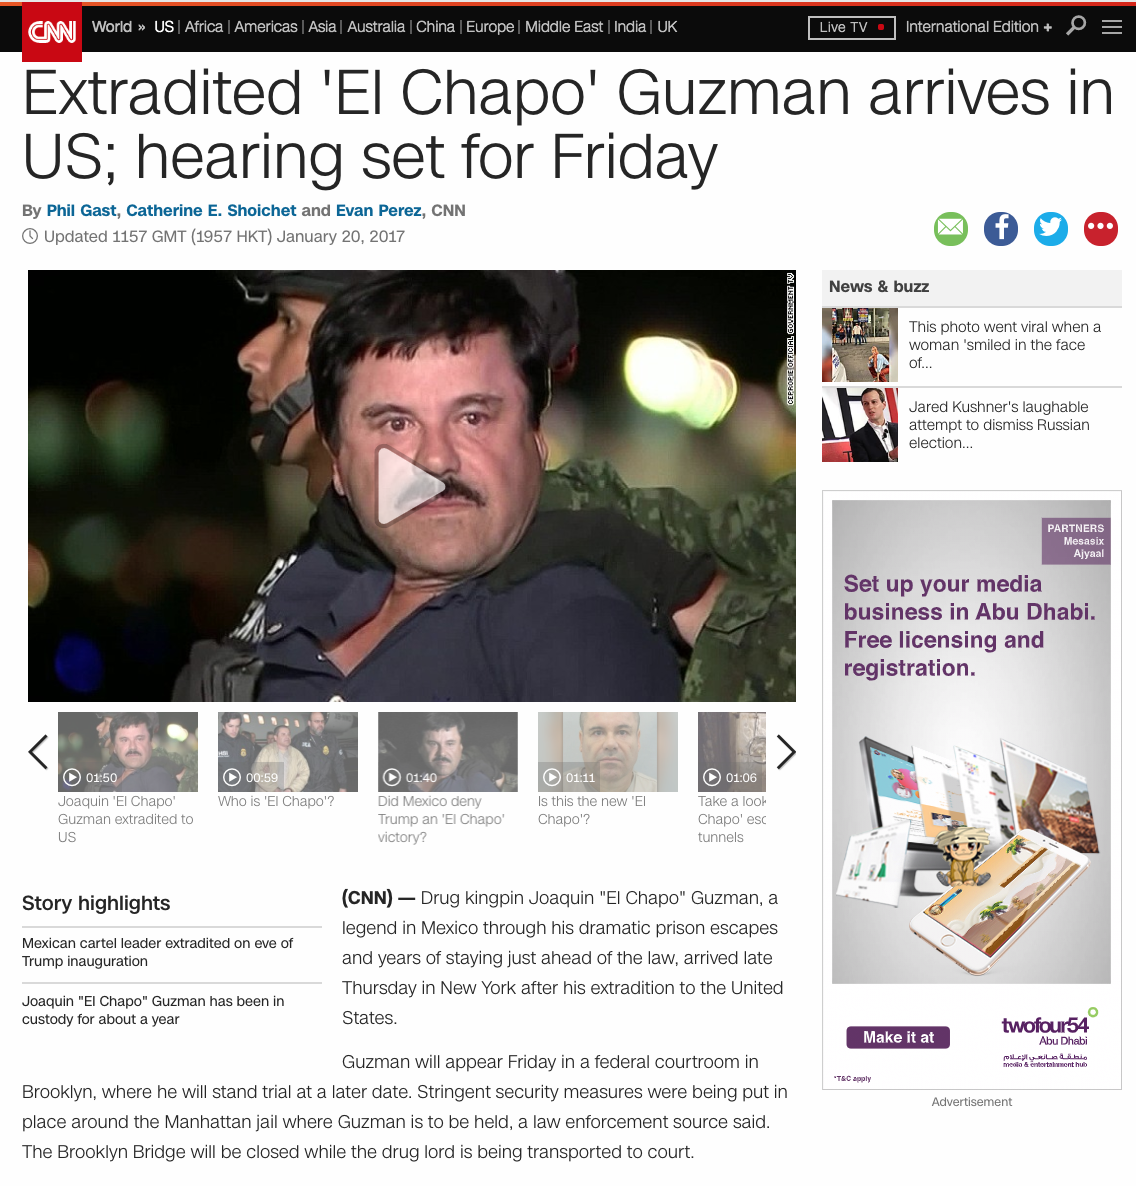 CNN
World » US | Africa | Americas | Asia | Australia | China | Europe | Middle East | India | UK
Live TV
International Edition +
Extradited 'El Chapo' Guzman arrives in
US; hearing set for Friday
By Phil Gast, Catherine E. Shoichet and Evan Perez, CNN
Updated 1157 GMT (1957 HKT) January 20, 2017
CEPROPIE OFFICIAL GOVERNMENT TV
01:50
Joaquin 'El Chapo'
Guzman extradited to
US
00:59
Who is 'El Chapo'?
01:40
Did Mexico deny
Trump an 'El Chapo'
victory?
01:11
Is this the new 'El
Chapo'?
01:06
Take a look
Chapo' esc
tunnels
Story highlights
Mexican cartel leader extradited on eve of
Trump inauguration
Joaquin "El Chapo" Guzman has been in
custody for about a year
(CNN) — Drug kingpin Joaquin "El Chapo" Guzman, a
legend in Mexico through his dramatic prison escapes
and years of staying just ahead of the law, arrived late
Thursday in New York after his extradition to the United
States.
Guzman will appear Friday in a federal courtroom in
Brooklyn, where he will stand trial at a later date. Stringent security measures were being put in
place around the Manhattan jail where Guzman is to be held, a law enforcement source said.
The Brooklyn Bridge will be closed while the drug lord is being transported to court.
News & buzz
This photo went viral when a
woman 'smiled in the face
of...
Jared Kushner's laughable
attempt to dismiss Russian
election...
PARTNERS
Mesasix
Ajyaal
Set up your media
business in Abu Dhabi.
Free licensing and
registration.
Make it at
twofour54
Abu Dhabi
منطقة صانعي الإعلام
media & entertainment hub
*T&C apply
Advertisement